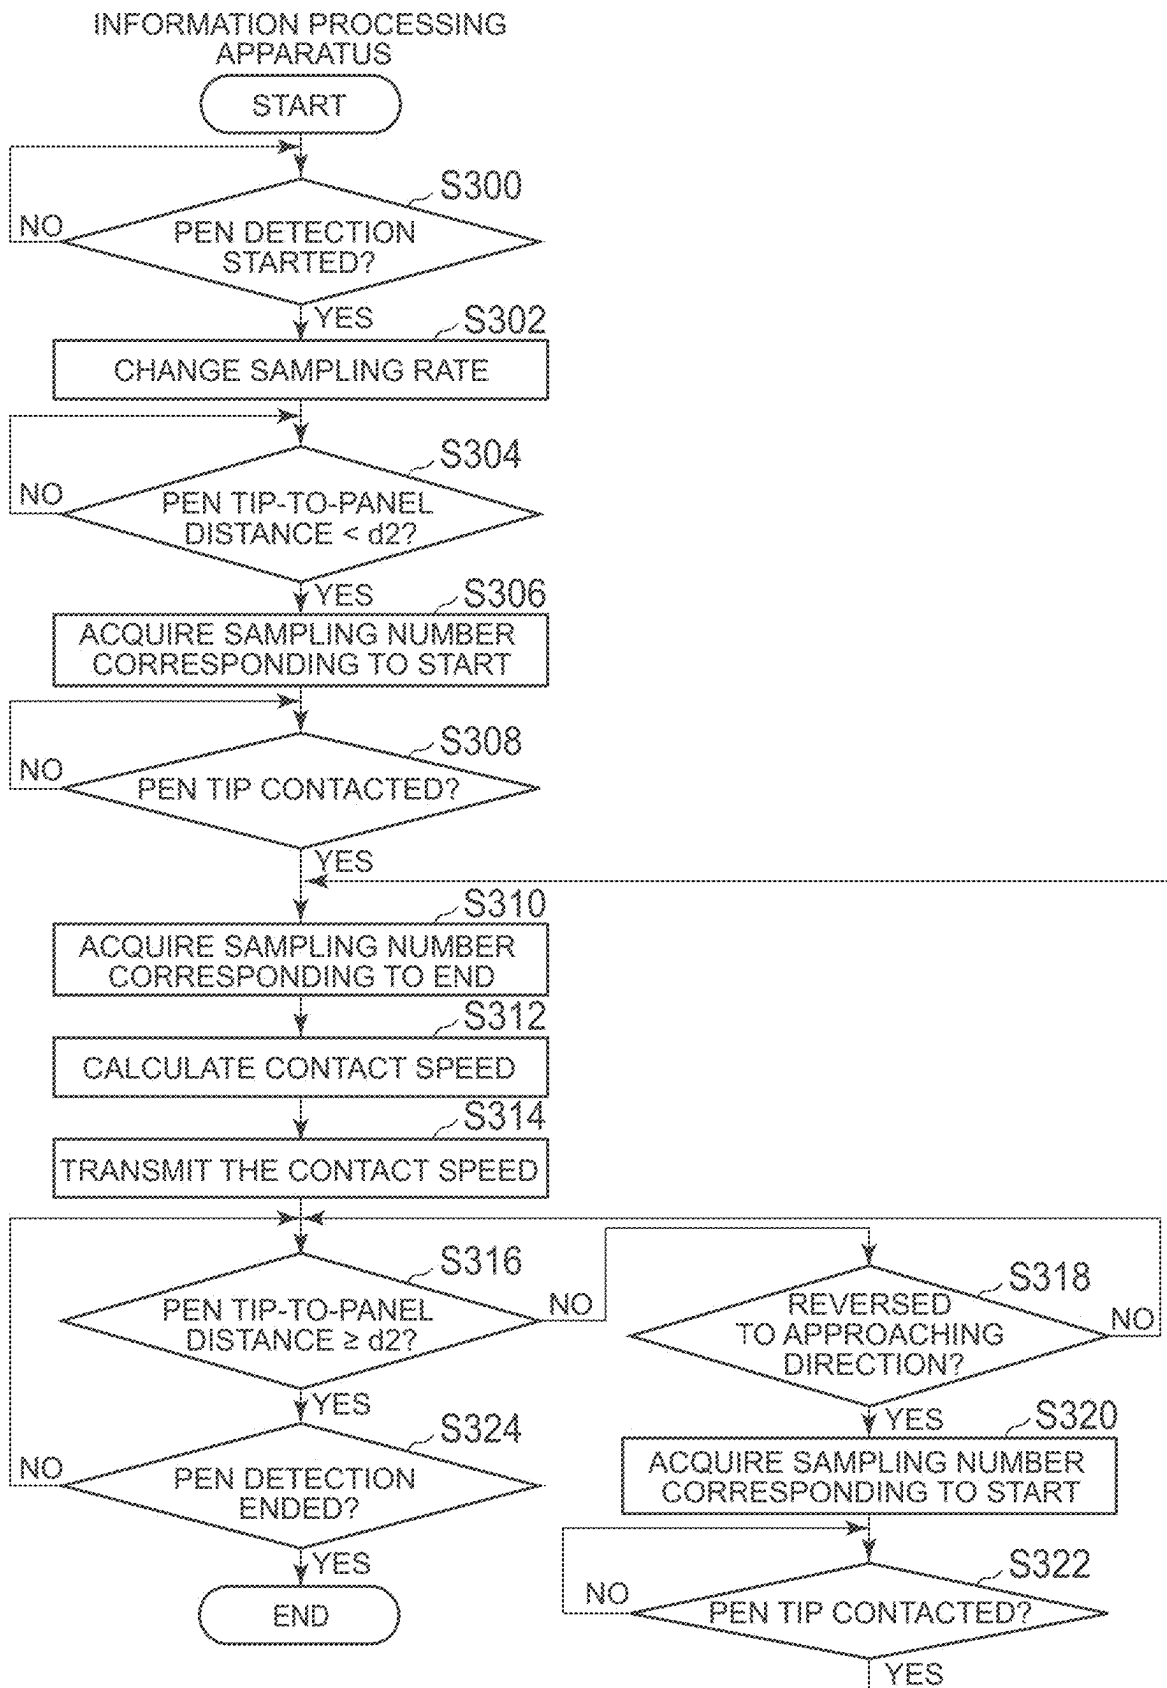 INFORMATION PROCESSING
APPARATUS
START
S300
NO
PEN DETECTION
STARTED?
YES
S302
CHANGE SAMPLING RATE
S304
NO
PEN TIP-TO-PANEL
DISTANCE < d2?
YES
S306
ACQUIRE SAMPLING NUMBER
CORRESPONDING TO START
S308
NO
PEN TIP CONTACTED?
YES
S310
ACQUIRE SAMPLING NUMBER
CORRESPONDING TO END
S312
CALCULATE CONTACT SPEED
S314
TRANSMIT THE CONTACT SPEED
S316
PEN TIP-TO-PANEL
DISTANCE ≥ d2?
NO
YES
S318
REVERSED
TO APPROACHING
DIRECTION?
NO
YES
S320
ACQUIRE SAMPLING NUMBER
CORRESPONDING TO START
S322
NO
PEN TIP CONTACTED?
YES
S324
NO
PEN DETECTION
ENDED?
YES
END